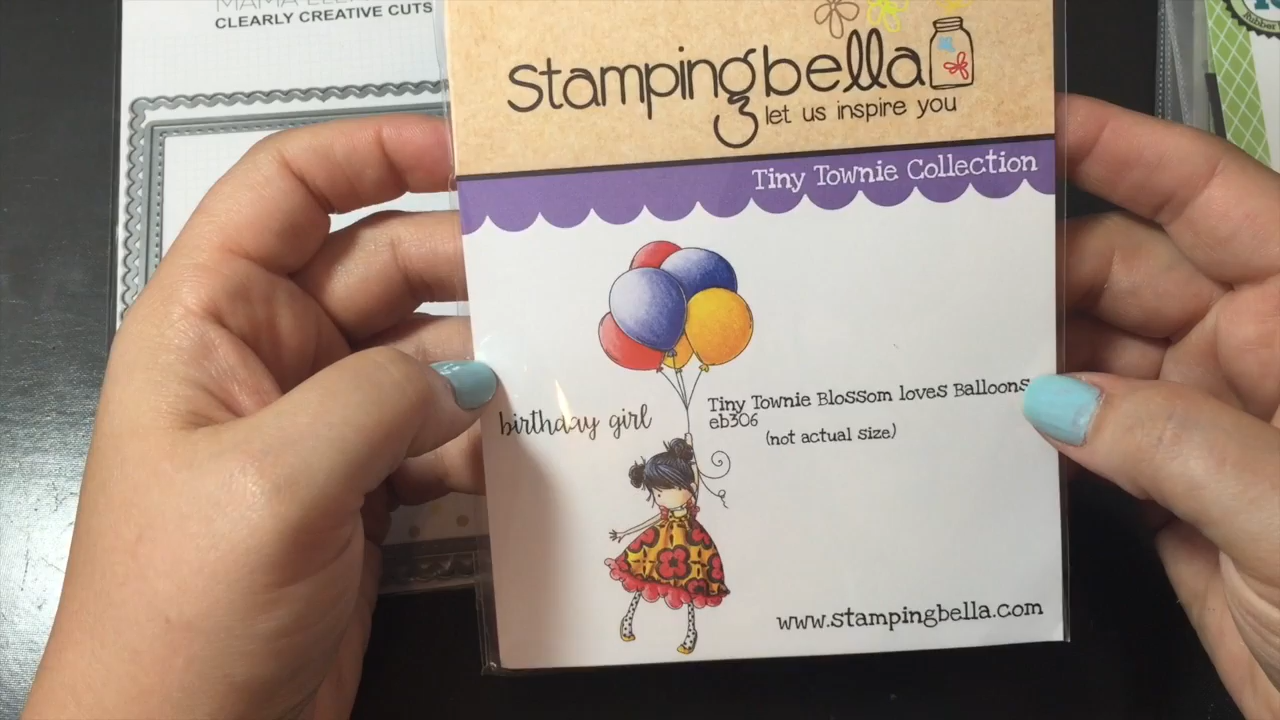 CLEARLY CREATIVE CUTS
stampingbella
let us inspire you
Tiny Townie Collection
birthday girl
Tiny Townie Blossom loves Balloons
eb306
(not actual size)
www.stampingbella.com